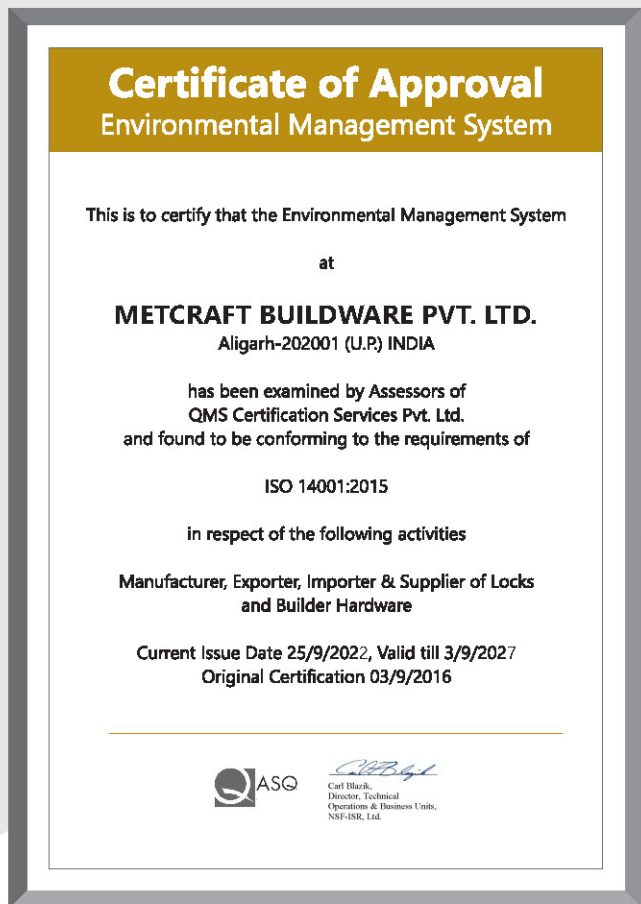 Certificate of Approval
Environmental Management System
This is to certify that the Environmental Management System
at
METCRAFT BUILDWARE PVT. LTD.
Aligarh-202001 (U.P.) INDIA
has been examined by Assessors of
QMS Certification Services Pvt. Ltd.
and found to be conforming to the requirements of
ISO 14001:2015
in respect of the following activities
Manufacturer, Exporter, Importer & Supplier of Locks
and Builder Hardware
Current Issue Date 25/9/2022, Valid till 3/9/2027
Original Certification 03/9/2016
ASQ
Carl Blazik,
Director, Technical
Operations & Business Units,
NSF-ISR, Ltd.